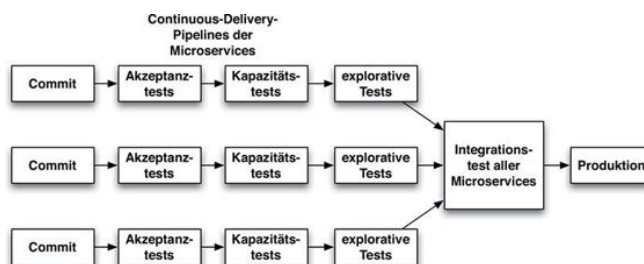 Continuous-Delivery-
Pipelines der
Microservices
Commit
Akzeptanz-
tests
Kapazitäts-
tests
explorative
Tests
Commit
Akzeptanz-
tests
Kapazitäts-
tests
explorative
Tests
Integrations-
test aller
Microservices
Produktion
Commit
Akzeptanz-
tests
Kapazitäts-
tests
explorative
Tests